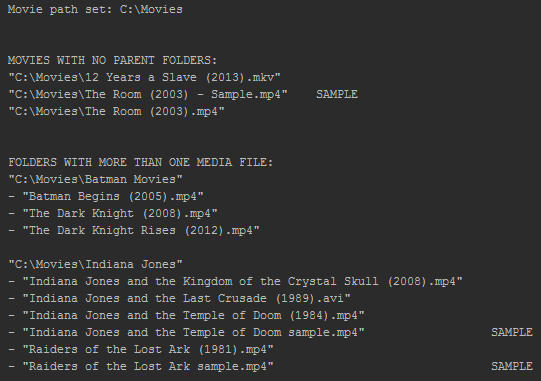 Movie path set: C:\Movies
MOVIES WITH NO PARENT FOLDERS:
"C:\Movies\12 Years a Slave (2013).mkv"
"C:\Movies\The Room (2003) - Sample.mp4"    SAMPLE
"C:\Movies\The Room (2003).mp4"
FOLDERS WITH MORE THAN ONE MEDIA FILE:
"C:\Movies\Batman Movies"
- "Batman Begins (2005).mp4"
- "The Dark Knight (2008).mp4"
- "The Dark Knight Rises (2012).mp4"
"C:\Movies\Indiana Jones"
- "Indiana Jones and the Kingdom of the Crystal Skull (2008).mp4"
- "Indiana Jones and the Last Crusade (1989).avi"
- "Indiana Jones and the Temple of Doom (1984).mp4"
- "Indiana Jones and the Temple of Doom sample.mp4"    SAMPLE
- "Raiders of the Lost Ark (1981).mp4"
- "Raiders of the Lost Ark sample.mp4"    SAMPLE